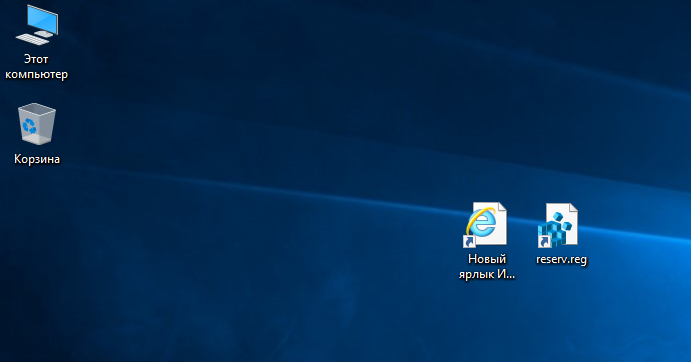 Этот
компьютер
Корзина
Новый
ярлык И...
reserv.reg